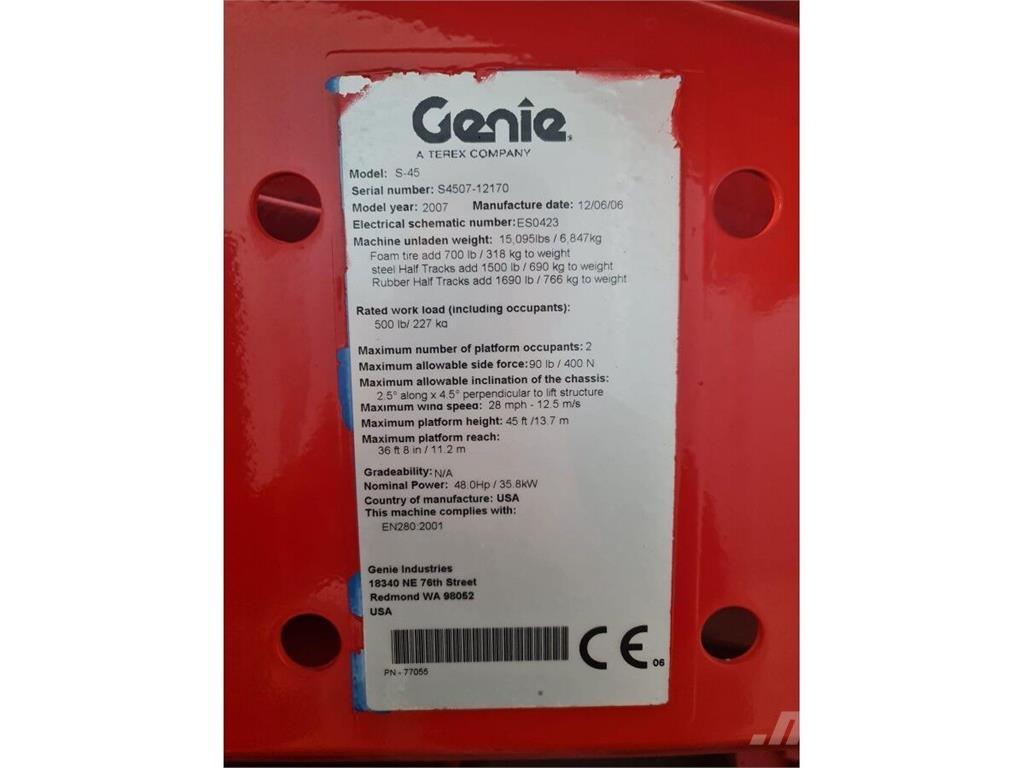 Genie
A TEREX COMPANY
Model: S-45
Serial number: S4507-12170
Model year: 2007 Manufacture date: 12/06/06
Electrical schematic number:ES0423
Machine unladen weight: 15,095lbs / 6,847kg
Foam tire add 700 lb / 318 kg to weight
steel Half Tracks add 1500 lb / 690 kg to weight
Rubber Half Tracks add 1690 lb / 766 kg to weight
Rated work load (including occupants):
500 lb/ 227 kg
Maximum number of platform occupants: 2
Maximum allowable side force: 90 lb / 400 N
Maximum allowable inclination of the chassis:
2.5° along x 4.5° perpendicular to lift structure
Maximum wind speed: 28 mph - 12.5 m/s
Maximum platform height: 45 ft /13.7 m
Maximum platform reach:
36 ft 8 in / 11.2 m
Gradeability: N/A
Nominal Power: 48.0Hp / 35.8kW
Country of manufacture: USA
This machine complies with:
EN280:2001
Genie Industries
18340 NE 76th Street
Redmond WA 98052
USA
CE 06
PN - 77055